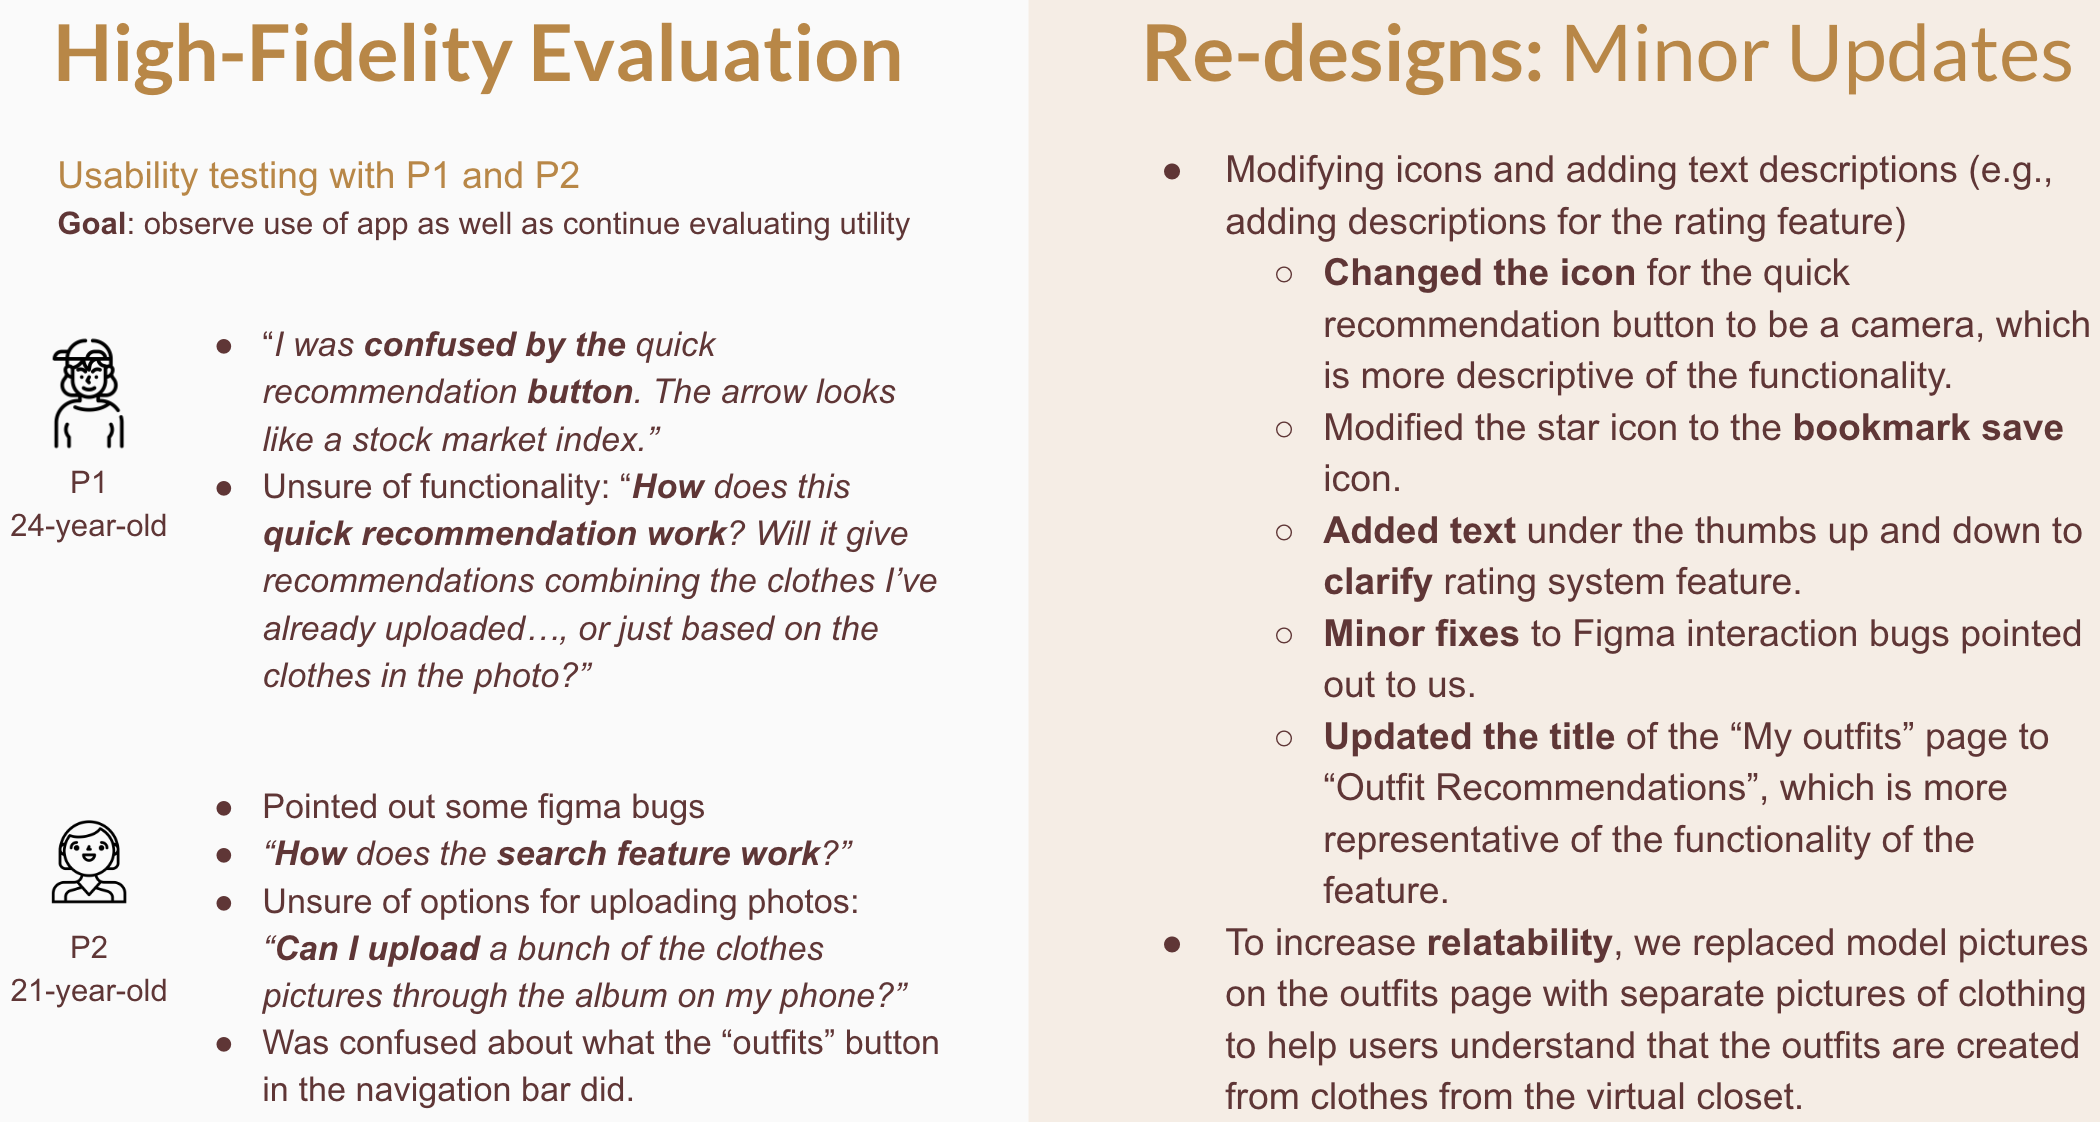 High-Fidelity Evaluation
Usability testing with P1 and P2
Goal: observe use of app as well as continue evaluating utility
P1
24-year-old
● “I was confused by the quick
recommendation button. The arrow looks
like a stock market index.”
● Unsure of functionality: “How does this
quick recommendation work? Will it give
recommendations combining the clothes I’ve
already uploaded…, or just based on the
clothes in the photo?”
P2
21-year-old
● Pointed out some figma bugs
● “How does the search feature work?”
● Unsure of options for uploading photos:
“Can I upload a bunch of the clothes
pictures through the album on my phone?”
● Was confused about what the “outfits” button
in the navigation bar did.
Re-designs: Minor Updates
● Modifying icons and adding text descriptions (e.g.,
adding descriptions for the rating feature)
○ Changed the icon for the quick
recommendation button to be a camera, which
is more descriptive of the functionality.
○ Modified the star icon to the bookmark save
icon.
○ Added text under the thumbs up and down to
clarify rating system feature.
○ Minor fixes to Figma interaction bugs pointed
out to us.
○ Updated the title of the “My outfits” page to
“Outfit Recommendations”, which is more
representative of the functionality of the
feature.
● To increase relatability, we replaced model pictures
on the outfits page with separate pictures of clothing
to help users understand that the outfits are created
from clothes from the virtual closet.